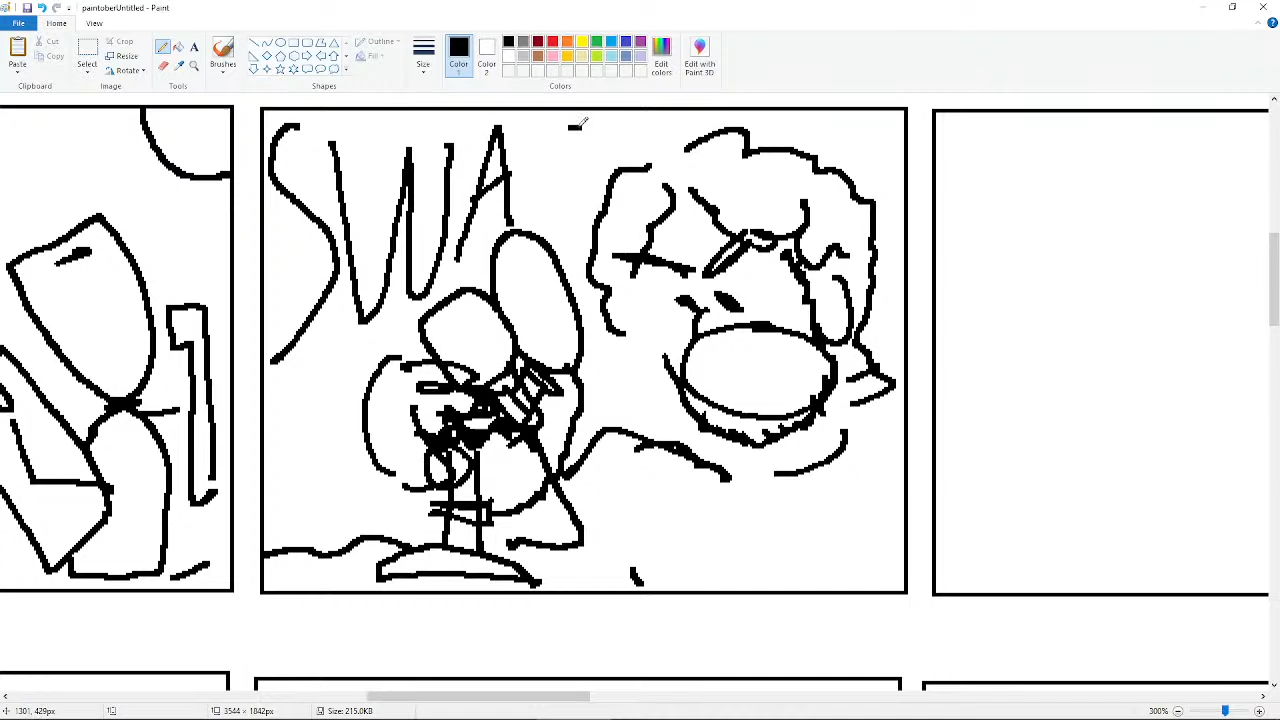 paintoberUntitled - Paint
File Home View
Paste
Cut
Copy
Clipboard
Select
Crop
Resize
Rotate
Image
Tools
Brushes
Shapes
Outline
Fill
Size
Color 1
Color 2
Edit colors
Edit with Paint 3D
Colors
SWA
1301, 429px
3544 × 1842px
Size: 215.0KB
300%